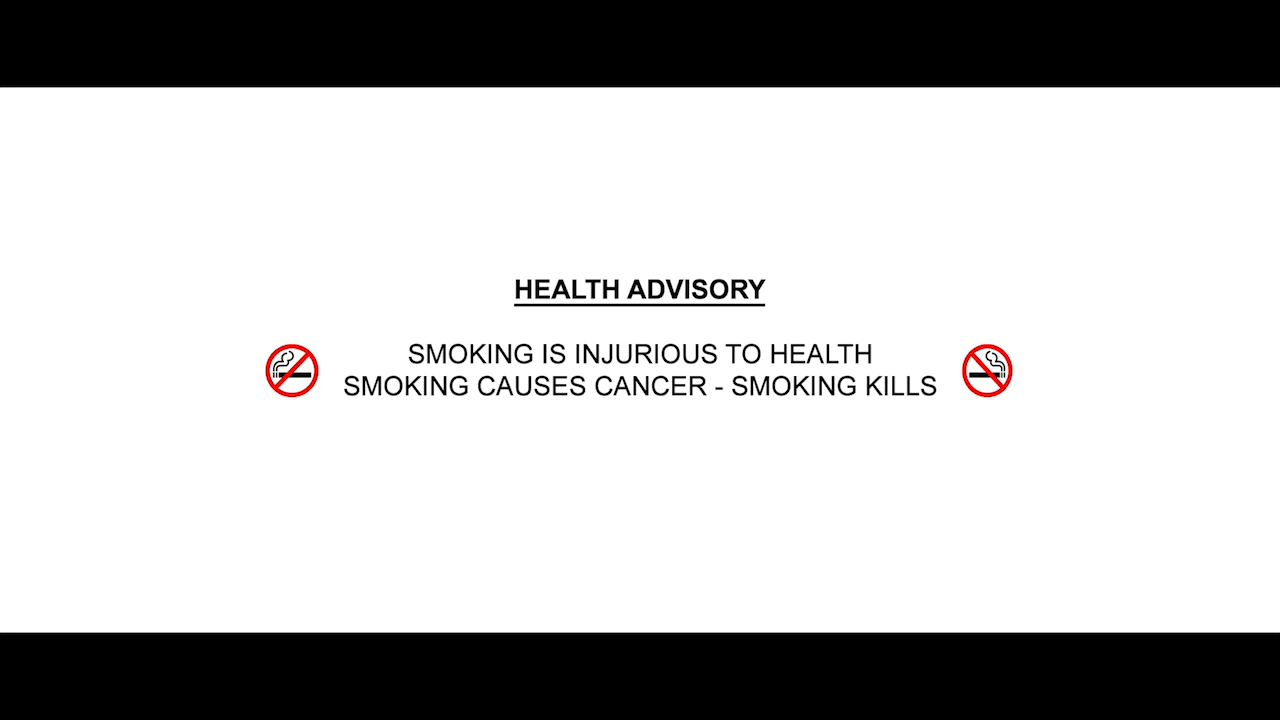 HEALTH ADVISORY
SMOKING IS INJURIOUS TO HEALTH
SMOKING CAUSES CANCER - SMOKING KILLS